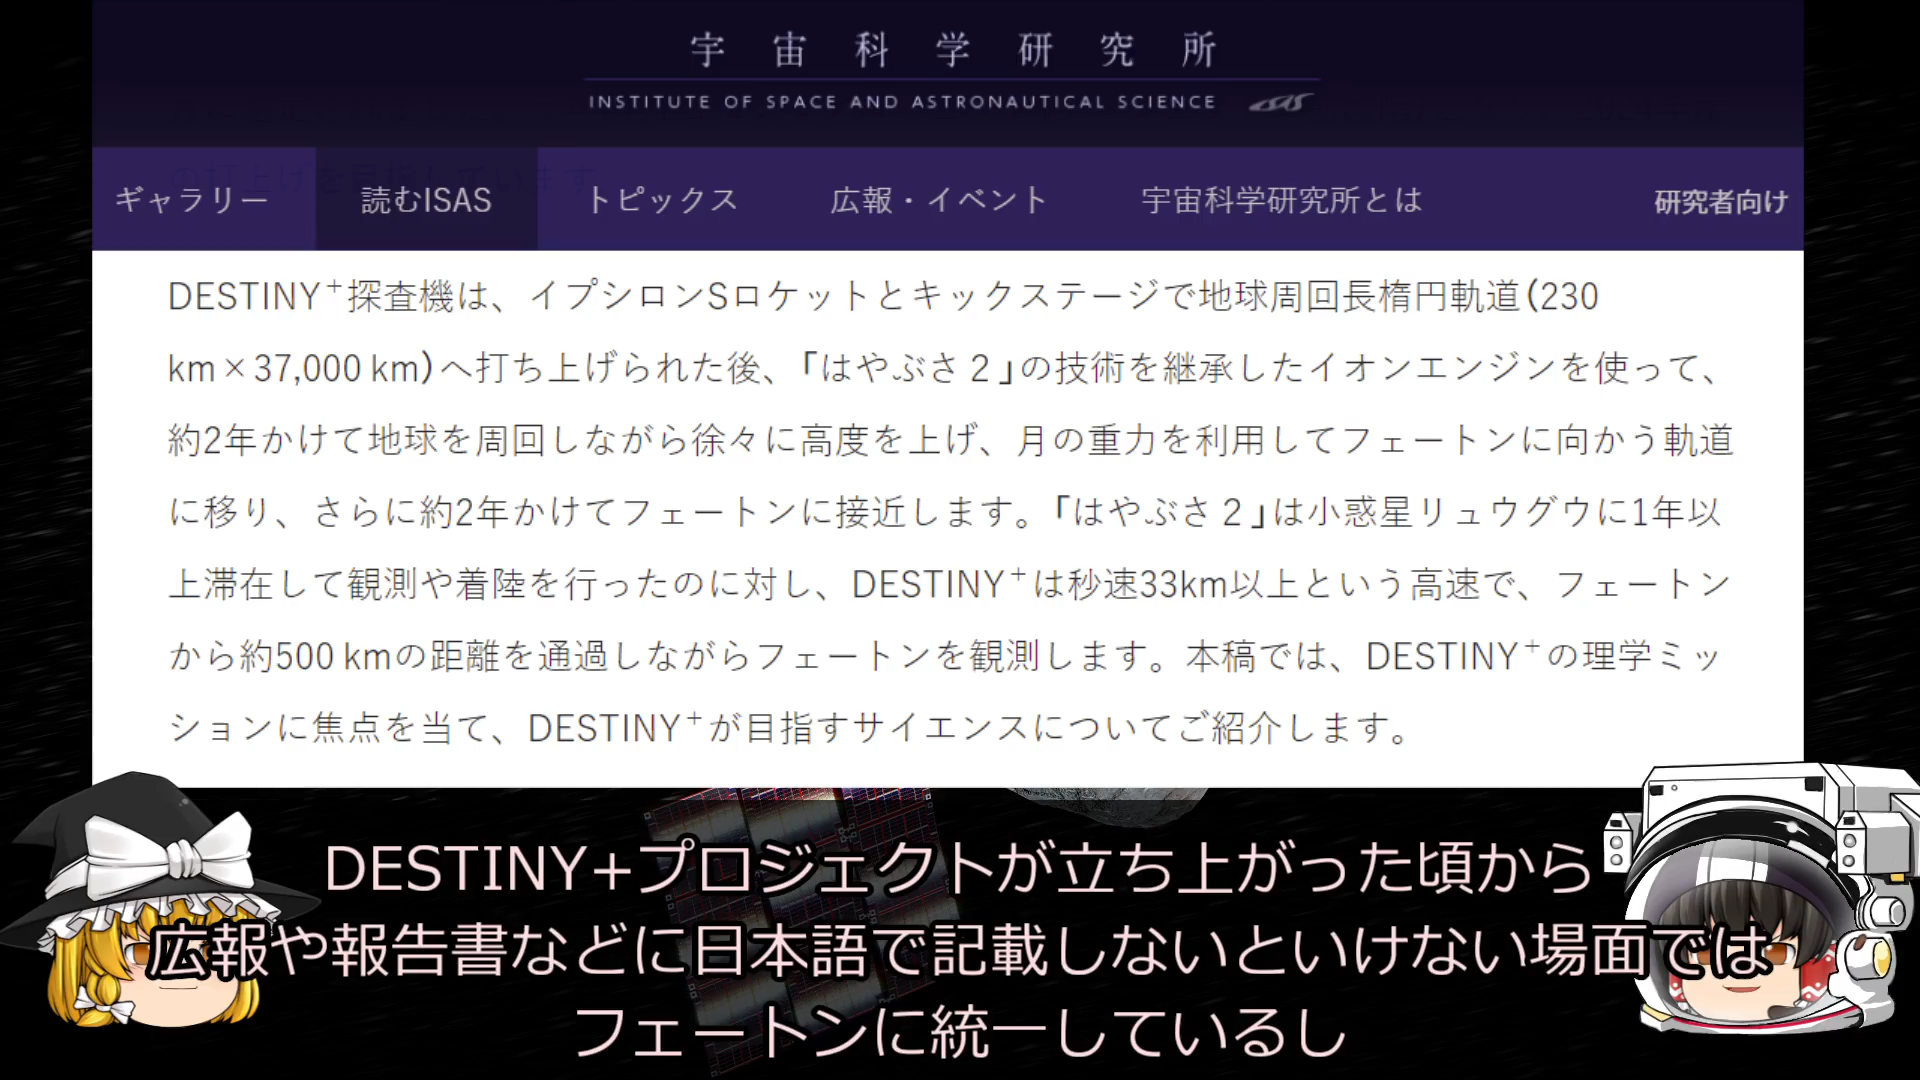 宇宙科学研究所
INSTITUTE OF SPACE AND ASTRONAUTICAL SCIENCE
ギャラリー 読むISAS トピックス 広報・イベント 宇宙科学研究所とは 研究者向け
DESTINY⁺探査機は、イプシロンSロケットとキックステージで地球周回長楕円軌道(230
km×37,000 km)へ打ち上げられた後、「はやぶさ２」の技術を継承したイオンエンジンを使って、
約2年かけて地球を周回しながら徐々に高度を上げ、月の重力を利用してフェートンに向かう軌道
に移り、さらに約2年かけてフェートンに接近します。「はやぶさ２」は小惑星リュウグウに1年以
上滞在して観測や着陸を行ったのに対し、DESTINY⁺は秒速33km以上という高速で、フェートン
から約500 kmの距離を通過しながらフェートンを観測します。本稿では、DESTINY⁺の理学ミッ
ションに焦点を当て、DESTINY⁺が目指すサイエンスについてご紹介します。
DESTINY+プロジェクトが立ち上がった頃から
広報や報告書などに日本語で記載しないといけない場面では
フェートンに統一しているし